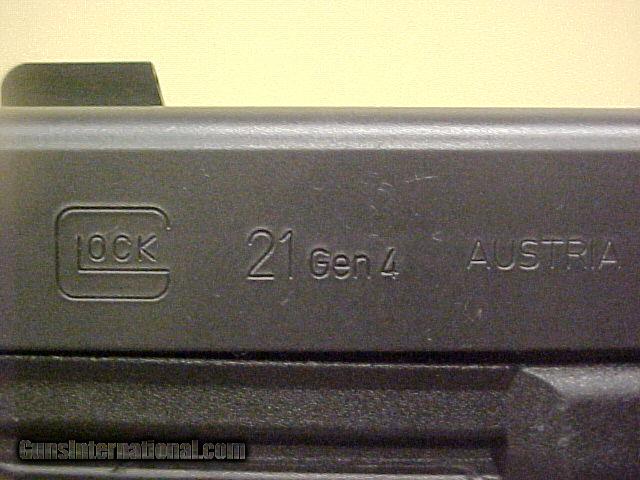 GLOCK 21 Gen 4 AUSTRIA
GunsInternational.com